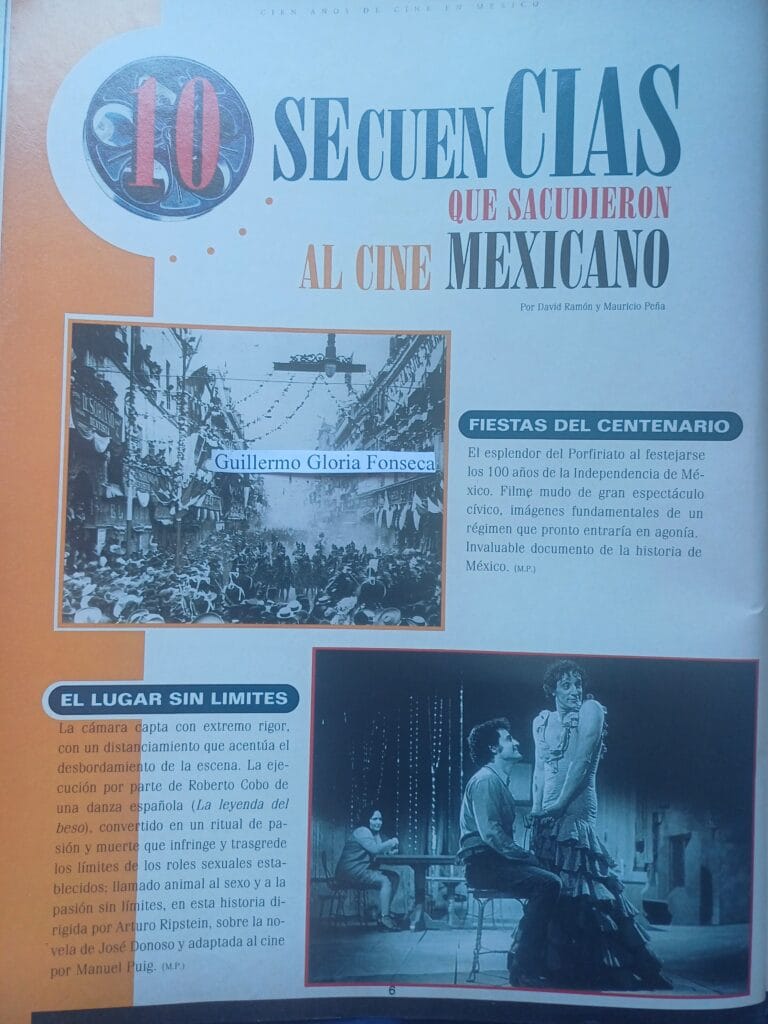 CIEN AÑOS DE CINE EN MEXICO
10 SECUENCIAS
QUE SACUDIERON
AL CINE MEXICANO
Por David Ramón y Mauricio Peña
Guillermo Gloria Fonseca
FIESTAS DEL CENTENARIO
El esplendor del Porfiriato al festejarse
los 100 años de la Independencia de Mé-
xico. Filme mudo de gran espectáculo
cívico, imágenes fundamentales de un
régimen que pronto entraría en agonía.
Invaluable documento de la historia de
México. (M.P.)
EL LUGAR SIN LIMITES
La cámara capta con extremo rigor,
con un distanciamiento que acentúa el
desbordamiento de la escena. La eje-
cución por parte de Roberto Cobo de
una danza española (La leyenda del
beso), convertido en un ritual de pa-
sión y muerte que infringe y trasgrede
los límites de los roles sexuales esta-
blecidos; llamado animal al sexo y a la
pasión sin límites, en esta historia di-
rigida por Arturo Ripstein, sobre la no-
vela de José Donoso y adaptada al cine
por Manuel Puig. (M.P.)
6